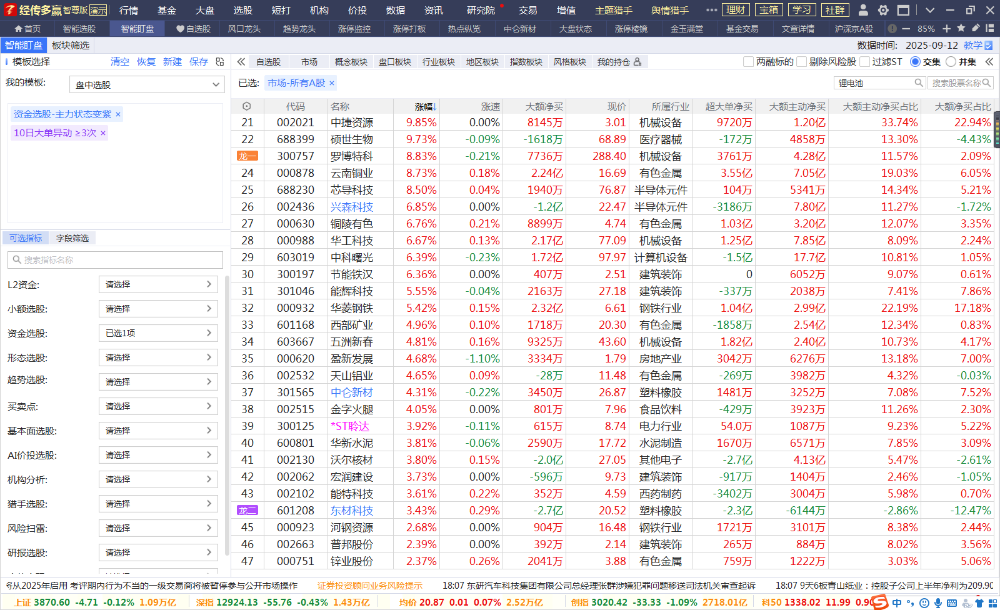 经传多赢 智尊版 演示 行情 基金 大盘 选股 短打 机构 价投 数据 资讯 研究院 交易 增值 主题猎手 舆情猎手 理财 宝箱 学习 社群
首页 智能选股 智能盯盘 自选股 风口龙头 趋势龙头 涨停监控 涨停打板 热点纵览 中仑新材 大盘状态 涨停棱镜 金玉满堂 基金交易 文章详情 沪深京A股 85%
智能盯盘 板块筛选 数据时间: 2025-09-12 教学
模板选择 清空 恢复 新建 保存 自选股 市场 概念板块 盘口板块 行业板块 地区板块 指数板块 风格板块 我的持仓 两融标的 剔除风险股 过滤ST 交集 并集
我的模板: 盘中选股 已选: 市场-所有A股 × 锂电池 搜索股票名称
资金选股-主力状态变紫 ×
10日大单异动 ≥3次 ×
可选指标 字段筛选
搜索指标名称
L2资金: 请选择
小额选股: 请选择
资金选股: 已选1项
形态选股: 请选择
趋势选股: 请选择
买卖点: 请选择
基本面选股: 请选择
AI价投选股: 请选择
机构分析: 请选择
猎手选股: 请选择
风险扫雷: 请选择
研报选股: 请选择
代码 名称 涨幅↓ 涨速 大额净买 现价 所属行业 超大单净买 大额主动净买 大额主动净买占比 大额净买占比
21 002021 中捷资源 9.85% 0.00% 8145万 3.01 机械设备 9720万 1.20亿 33.74% 22.94%
22 688399 硕世生物 9.73% -0.09% -1618万 68.89 医疗器械 -172万 4858万 13.30% -4.43%
龙一 300757 罗博特科 8.83% -0.21% 7736万 288.40 机械设备 3761万 4.28亿 11.57% 2.09%
24 000878 云南铜业 8.73% 0.18% 2.24亿 16.69 有色金属 3.55亿 7.05亿 19.03% 6.05%
25 688230 芯导科技 8.50% 0.04% 1940万 76.87 半导体元件 104万 5341万 14.34% 5.21%
26 002436 兴森科技 6.85% 0.00% -1.2亿 22.47 半导体元件 -3186万 7.80亿 11.27% -1.72%
27 000630 铜陵有色 6.76% 0.21% 8899万 4.74 有色金属 1.03亿 3.20亿 12.07% 3.35%
28 000988 华工科技 6.67% 0.13% 2.17亿 77.09 机械设备 1.25亿 7.85亿 8.09% 2.24%
29 603019 中科曙光 6.39% -0.23% 1.72亿 97.97 计算机设备 -1.5亿 17.7亿 10.81% 1.05%
30 300197 节能铁汉 6.36% 0.00% 407万 2.51 建筑装饰 0 6052万 9.07% 0.61%
31 301046 能辉科技 5.55% -0.04% 2163万 27.18 建筑装饰 -337万 2038万 7.41% 7.86%
32 000932 华菱钢铁 5.42% 0.15% 2.32亿 6.61 钢铁行业 1.04亿 2.99亿 22.19% 17.18%
33 601168 西部矿业 4.96% 0.10% 1718万 20.30 有色金属 -1858万 2.54亿 12.34% 0.83%
34 603667 五洲新春 4.81% 0.16% 9325万 43.60 机械设备 1.82亿 2.40亿 10.73% 4.17%
35 000620 盈新发展 4.68% -1.10% 3334万 1.79 房地产业 3042万 6276万 13.18% 7.00%
36 002532 天山铝业 4.65% 0.09% -28万 11.48 有色金属 -269万 3982万 4.32% -0.03%
37 301565 中仑新材 4.31% -0.22% 3450万 26.87 塑料橡胶 1481万 3252万 7.08% 7.52%
38 002515 金字火腿 4.05% 0.00% 801万 7.96 食品饮料 -429万 3923万 11.26% 2.30%
39 300125 *ST聆达 3.92% -0.11% 615万 8.74 电力行业 54.0万 1087万 9.23% 5.22%
40 600801 华新水泥 3.81% -0.06% 2590万 17.72 水泥制造 1670万 6571万 7.85% 3.09%
41 002130 沃尔核材 3.80% 0.15% -2.0亿 27.05 其他电子 -2.7亿 4.13亿 5.47% -2.61%
42 002062 宏润建设 3.73% 0.00% -596万 9.73 建筑装饰 -917万 1404万 2.46% -1.05%
43 002102 能特科技 3.61% 0.22% 352万 4.59 西药制药 -3402万 3004万 5.98% 0.70%
龙二 601208 东材科技 3.43% 0.29% -2.7亿 20.52 塑料橡胶 -2.3亿 -6144万 -2.86% -12.47%
45 000923 河钢资源 2.68% 0.00% 904万 16.48 钢铁行业 1721万 3101万 8.38% 2.44%
46 002663 普邦股份 2.39% 0.00% 392万 2.14 建筑装饰 265万 884万 8.02% 3.56%
47 000751 锌业股份 2.37% 0.26% 2041万 3.88 有色金属 759万 1222万 3.03% 5.06%
将从2025年启用 考评期内行为不当的一级交易商将被暂停参与公开市场操作 证券投资顾问业务风险提示 18:07 东研汽车科技集团有限公司总经理张群涉嫌犯罪问题移送司法机关审查起诉 18:07 9天6板青山纸业：控股子公司上半年净利为209.90
上证 3870.60 -4.71 -0.12% 1.09万亿 深指 12924.13 -55.76 -0.43% 1.43万亿 均价 20.87 0.01 0.07% 2.52万亿 创指 3020.42 -33.33 -1.09% 2718.01亿 科50 1338.02 11.99 0.90 中